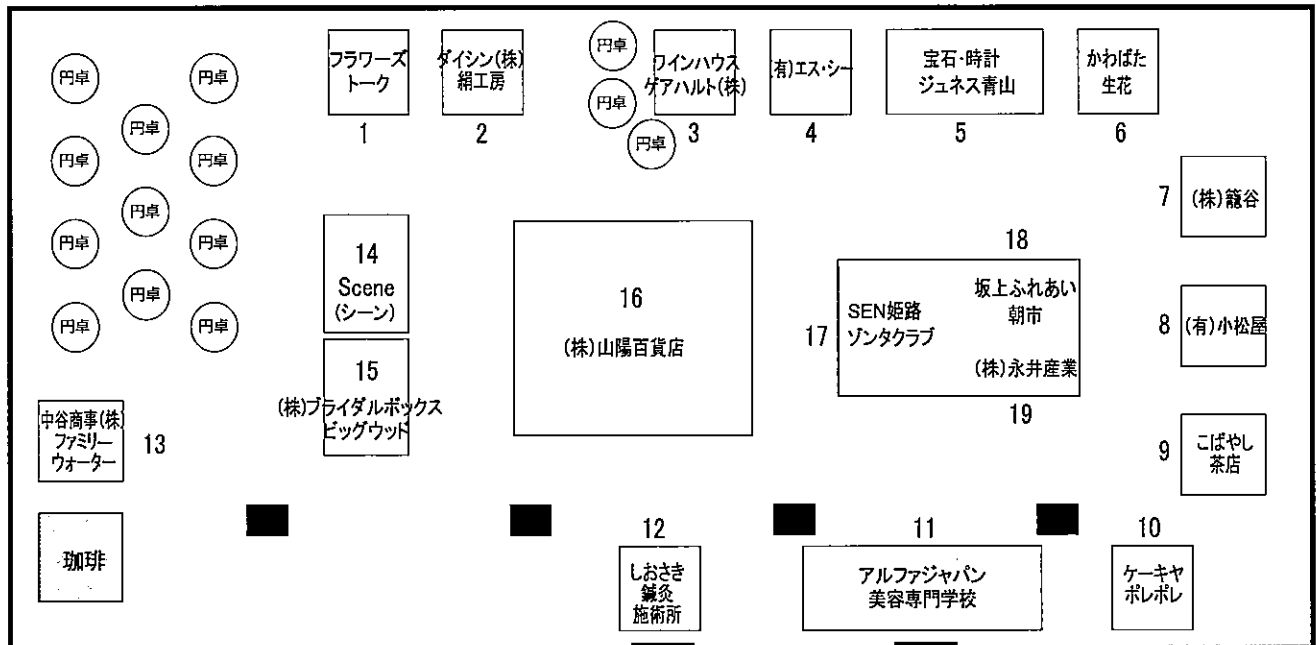 円卓
円卓
円卓
円卓
円卓
円卓
円卓
円卓
円卓
円卓
円卓
フラワーズ
トーク
1
ダイシン(株)
絹工房
2
円卓
円卓
円卓
ワインハウス
ゲアハルト(株)
3
(有)エス・シー
4
宝石・時計
ジュネス青山
5
かわばた
生花
6
7
(株)籠谷
8
(有)小松屋
9
こばやし
茶店
14
Scene
(シーン)
15
(株)ブライダルボックス
ビッグウッド
16
(株)山陽百貨店
17
SEN姫路
ゾンタクラブ
18
坂上ふれあい
朝市
(株)永井産業
19
中谷商事(株)
ファミリー
ウォーター
13
珈琲
12
しおさき
鍼灸
施術所
11
アルファジャパン
美容専門学校
10
ケーキヤ
ポレポレ